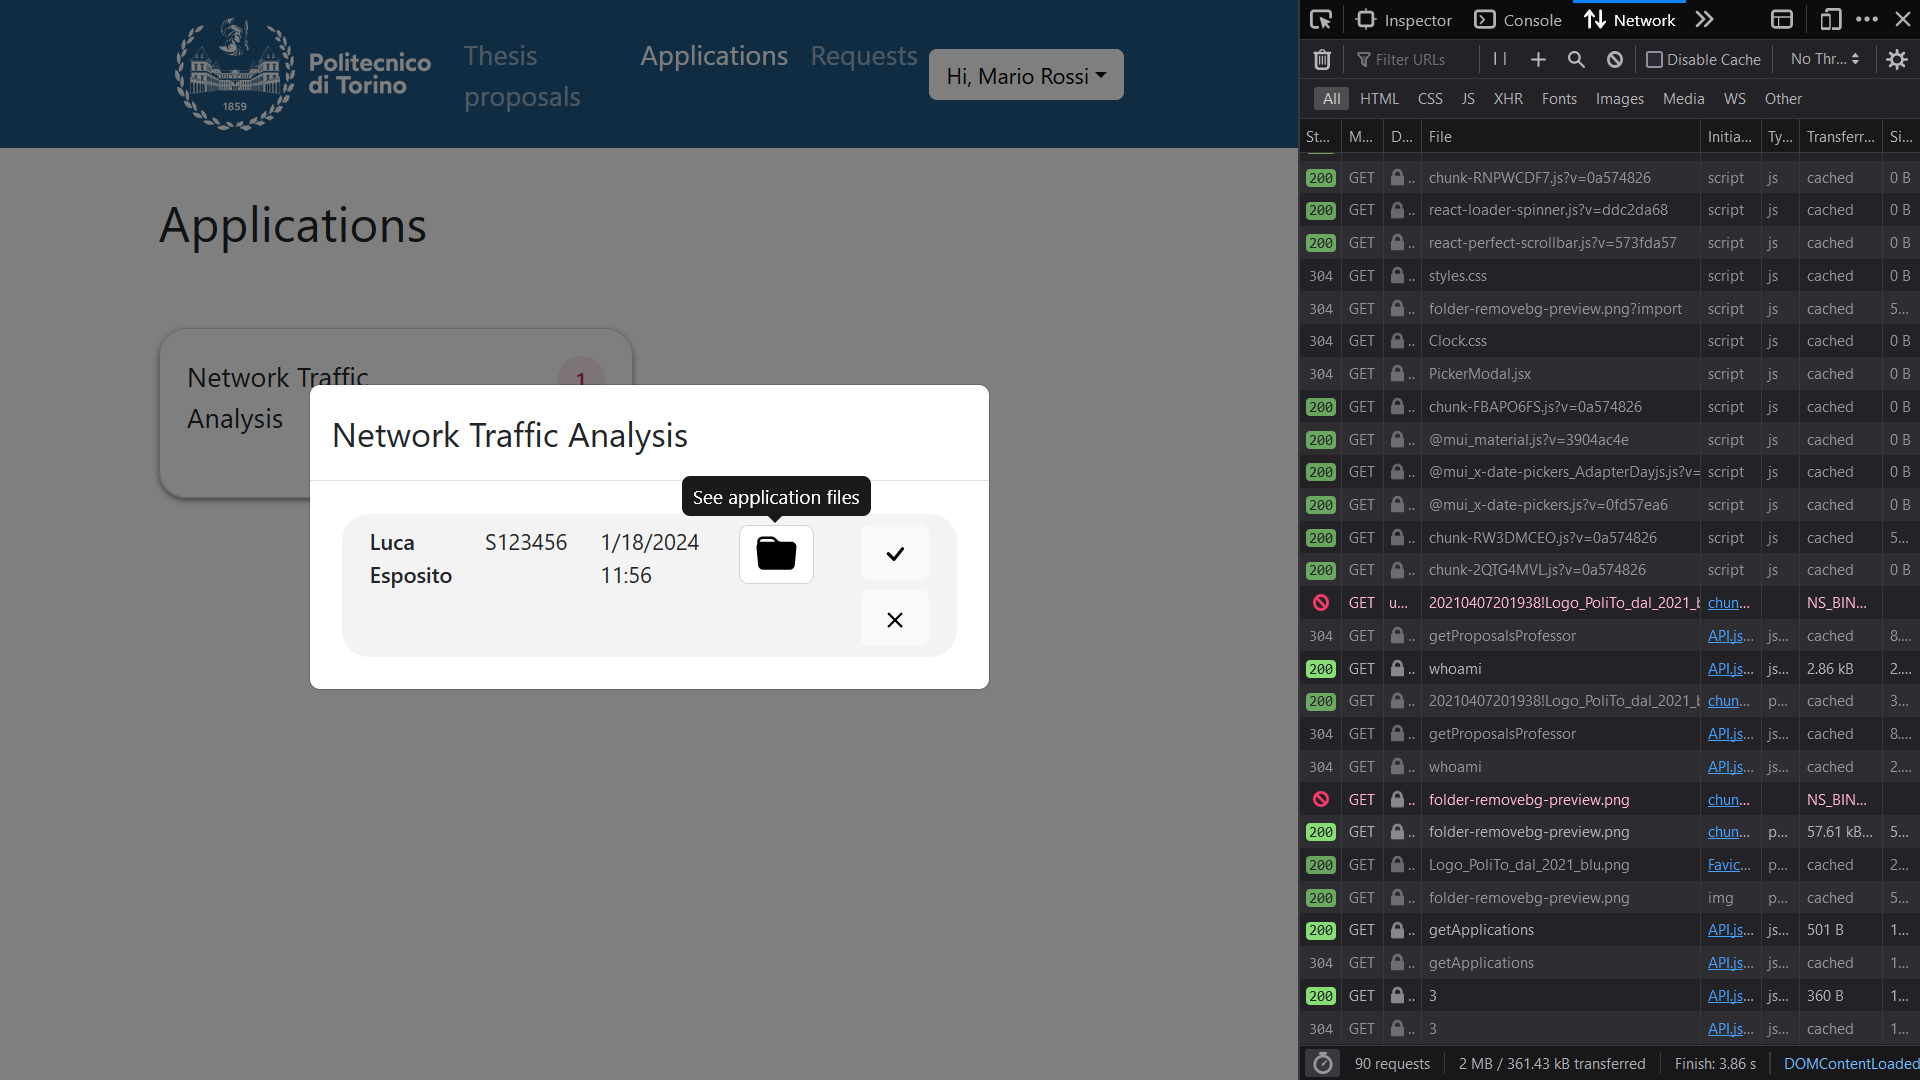 Politecnico
di Torino
1859
Thesis
proposals
Applications
Requests
Hi, Mario Rossi
Applications
Network Traffic
Analysis
1
Network Traffic Analysis
See application files
Luca
Esposito
S123456
1/18/2024
11:56
Inspector
Console
Network
Filter URLs
Disable Cache
No Thr...
All HTML CSS JS XHR Fonts Images Media WS Other
St... M... D... File Initia... Ty... Transferr... Si...
200 GET .. chunk-RNPWCDF7.js?v=0a574826 script js cached 0 B
200 GET .. react-loader-spinner.js?v=ddc2da68 script js cached 0 B
200 GET .. react-perfect-scrollbar.js?v=573fda57 script js cached 0 B
304 GET .. styles.css script js cached 0 B
304 GET .. folder-removebg-preview.png?import script js cached 5...
304 GET .. Clock.css script js cached 0 B
304 GET .. PickerModal.jsx script js cached 0 B
200 GET .. chunk-FBAPO6FS.js?v=0a574826 script js cached 0 B
200 GET .. @mui_material.js?v=3904ac4e script js cached 0 B
200 GET .. @mui_x-date-pickers_AdapterDayjs.js?v= script js cached 0 B
200 GET .. @mui_x-date-pickers.js?v=0fd57ea6 script js cached 0 B
200 GET .. chunk-RW3DMCEO.js?v=0a574826 script js cached 5...
200 GET .. chunk-2QTG4MVL.js?v=0a574826 script js cached 0 B
GET u... 20210407201938!Logo_PoliTo_dal_2021_b chun... NS_BIN...
304 GET .. getProposalsProfessor API.js... js... cached 8....
200 GET .. whoami API.js... js... 2.86 kB 2....
200 GET .. 20210407201938!Logo_PoliTo_dal_2021_b chun... p... cached 3...
304 GET .. getProposalsProfessor API.js... js... cached 8....
304 GET .. whoami API.js... js... cached 2....
GET .. folder-removebg-preview.png chun... NS_BIN...
200 GET .. folder-removebg-preview.png chun... p... 57.61 kB... 5...
200 GET .. Logo_PoliTo_dal_2021_blu.png Favic... p... cached 2...
200 GET .. folder-removebg-preview.png img p... cached 5...
200 GET .. getApplications API.js... js... 501 B 1...
304 GET .. getApplications API.js... js... cached 1...
200 GET .. 3 API.js... js... 360 B 1...
304 GET .. 3 API.js... js... cached 1...
90 requests 2 MB / 361.43 kB transferred Finish: 3.86 s DOMContentLoaded